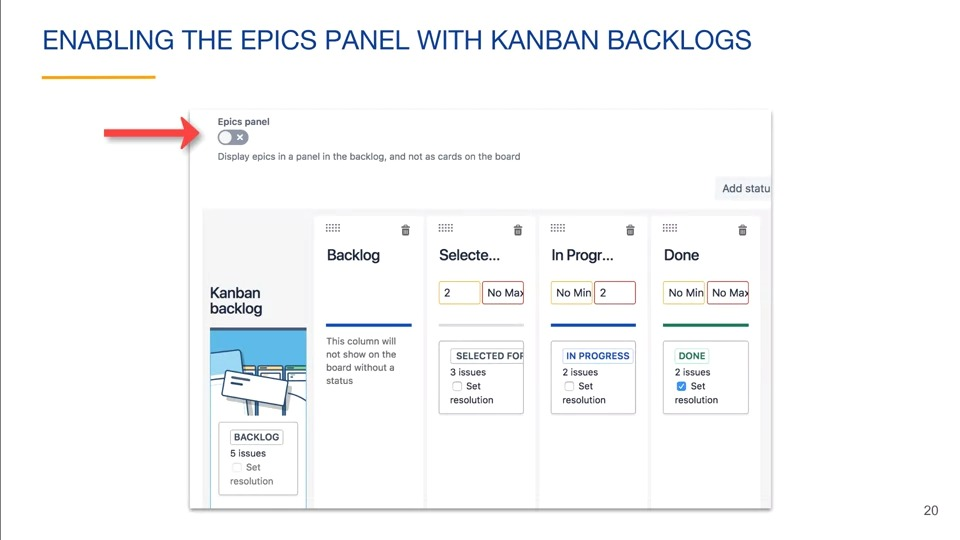 ENABLING THE EPICS PANEL WITH KANBAN BACKLOGS
Epics panel
Display epics in a panel in the backlog, and not as cards on the board
Add statu
Kanban
backlog
BACKLOG
5 issues
Set
resolution
Backlog
This column will
not show on the
board without a
status
Selecte...
2
No Max
SELECTED FOR
3 issues
Set
resolution
In Progr...
No Min
2
IN PROGRESS
2 issues
Set
resolution
Done
No Min
No Max
DONE
2 issues
Set
resolution
20